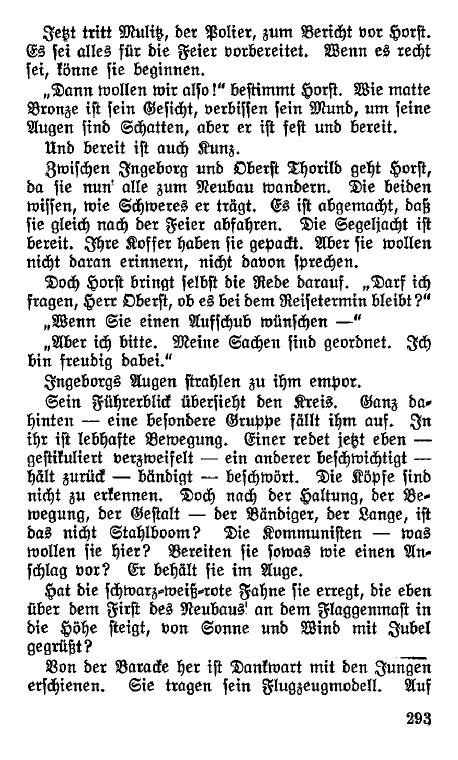 Jetzt tritt Mulitz, der Polier, zum Bericht vor Horst.
Es sei alles für die Feier vorbereitet. Wenn es recht
sei, könne sie beginnen.
„Dann wollen wir also!“ bestimmt Horst. Wie matte
Bronze ist sein Gesicht, verbissen sein Mund, um seine
Augen sind Schatten, aber er ist fest und bereit.
Und bereit ist auch Kunz.
Zwischen Ingeborg und Oberst Thorild geht Horst,
da sie nun' alle zum Neubau wandern. Die beiden
wissen, wie Schweres er trägt. Es ist abgemacht, daß
sie gleich nach der Feier abfahren. Die Segeljacht ist
bereit. Ihre Koffer haben sie gepackt. Aber sie wollen
nicht daran erinnern, nicht davon sprechen.
Doch Horst bringt selbst die Rede darauf. „Darf ich
fragen, Herr Oberst, ob es bei dem Reisetermin bleibt?“
„Wenn Sie einen Aufschub wünschen —“
„Aber ich bitte. Meine Sachen sind geordnet. Ich
bin freudig dabei.“
Ingeborgs Augen strahlen zu ihm empor.
Sein Führerblick übersieht den Kreis. Ganz da-
hinten — eine besondere Gruppe fällt ihm auf. In
ihr ist lebhafte Bewegung. Einer redet jetzt eben —
gestikuliert verzweifelt — ein anderer beschwichtigt —
hält zurück — bändigt — beschwört. Die Köpfe sind
nicht zu erkennen. Doch nach der Haltung, der Be-
wegung, der Gestalt — der Bändiger, der Lange, ist
das nicht Stahlboom? Die Kommunisten — was
wollen sie hier? Bereiten sie sowas wie einen An-
schlag vor? Er behält sie im Auge.
Hat die schwarz-weiß-rote Fahne sie erregt, die eben
über dem First des Neubaus' an dem Flaggenmast in
die Höhe steigt, von Sonne und Wind mit Jubel
gegrüßt?
Von der Baracke her ist Dankwart mit den Jungen
erschienen. Sie tragen sein Flugzeugmodell. Auf
293